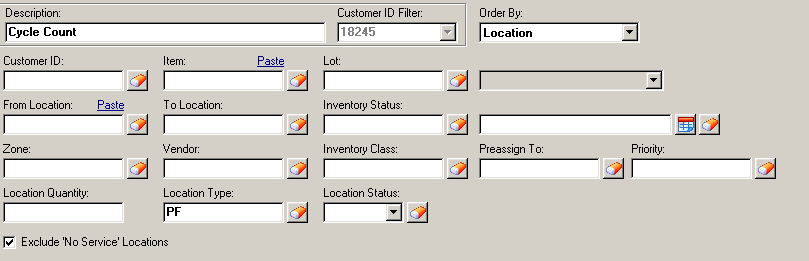 Description: Customer ID Filter: Order By:
Cycle Count 18245 Location
Customer ID: Item: Paste Lot:
From Location: Paste To Location: Inventory Status:
Zone: Vendor: Inventory Class: Preassign To: Priority:
Location Quantity: Location Type: Location Status:
PF
Exclude 'No Service' Locations